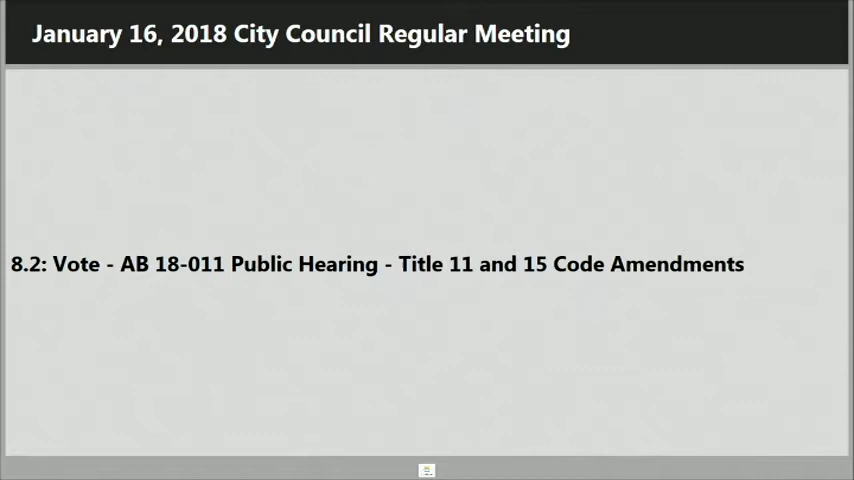 January 16, 2018 City Council Regular Meeting
8.2: Vote - AB 18-011 Public Hearing - Title 11 and 15 Code Amendments